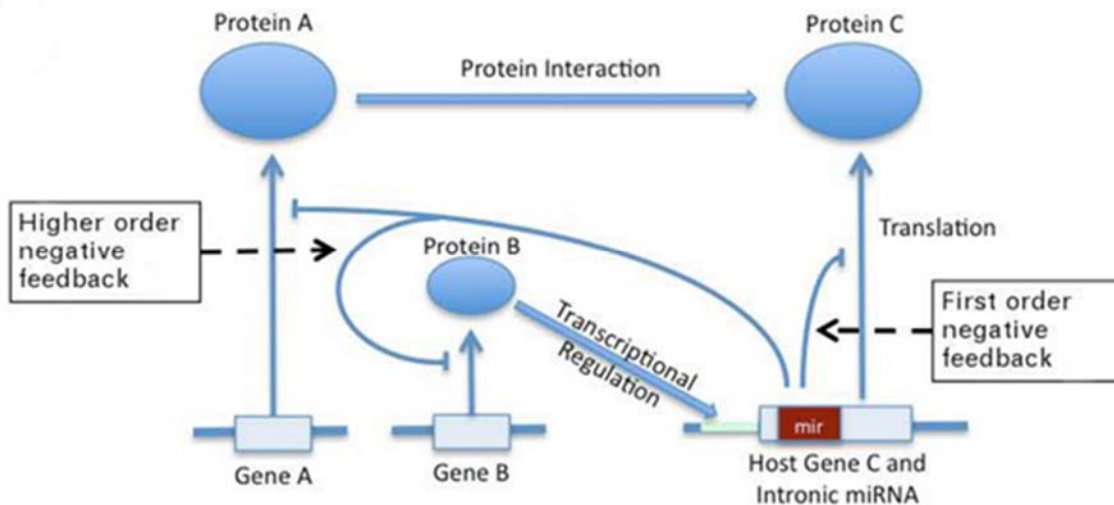 Protein A
Protein C
Protein Interaction
Higher order
negative
feedback
Protein B
Translation
Transcriptional
Regulation
First order
negative
feedback
mir
Gene A
Gene B
Host Gene C and
Intronic miRNA